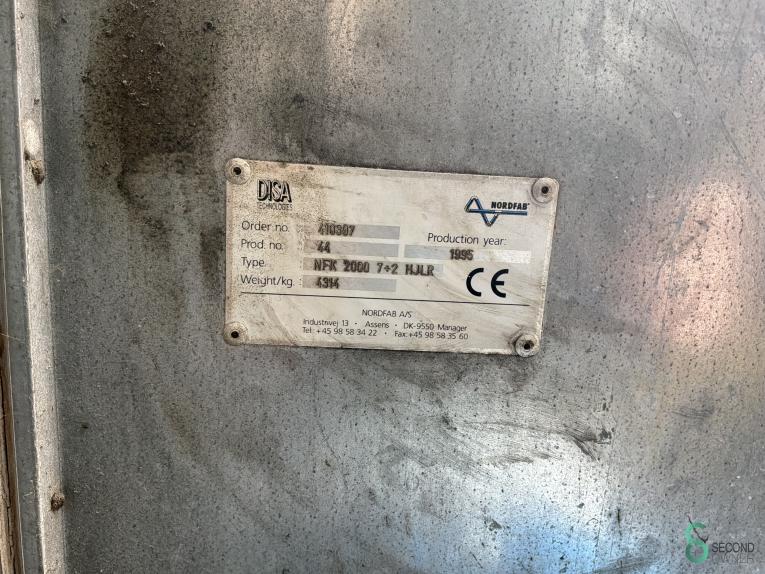 DISA
TECHNOLOGIES
NORDFAB
Order no. 410307
Production year:
Prod. no. 44 1995
Type. NFK 2000 7+2 HJLR
Weight/kg. 4314
CE
NORDFAB A/S
Industrivej 13 • Assens • DK-9550 Mariager
Tel: +45 98 58 34 22 • Fax: +45 98 58 35 60
SECOND
OWNER